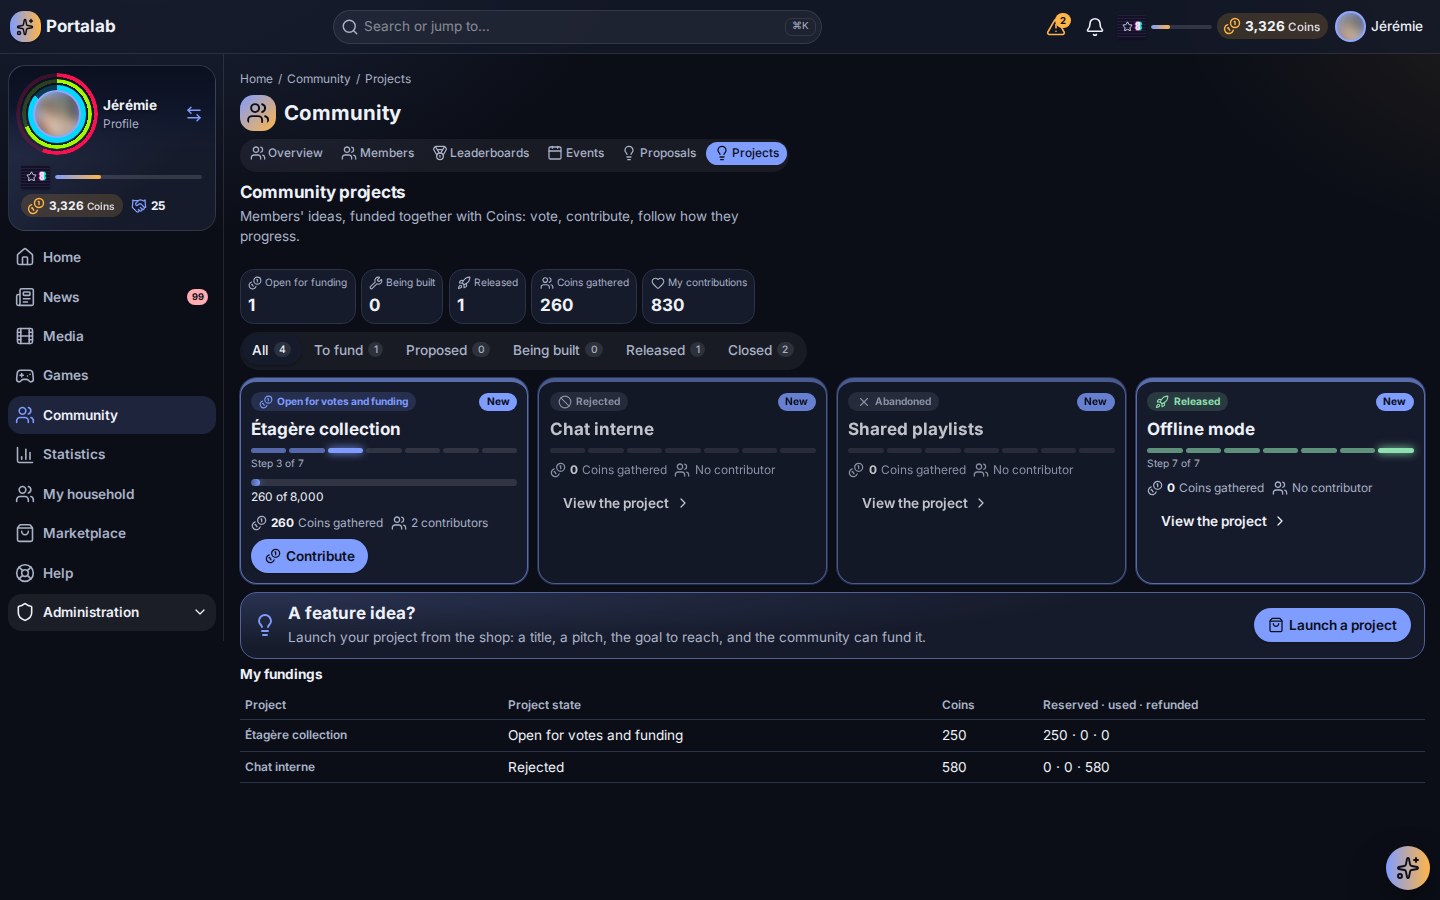 Portalab
Search or jump to...
⌘K
2
3,326 Coins
Jérémie
Jérémie
Profile
3,326 Coins
25
Home
News
99
Media
Games
Community
Statistics
My household
Marketplace
Help
Administration
Home / Community / Projects
Community
Overview
Members
Leaderboards
Events
Proposals
Projects
Community projects
Members' ideas, funded together with Coins: vote, contribute, follow how they
progress.
Open for funding
1
Being built
0
Released
1
Coins gathered
260
My contributions
830
All 4
To fund 1
Proposed 0
Being built 0
Released 1
Closed 2
Open for votes and funding
New
Étagère collection
Step 3 of 7
260 of 8,000
260 Coins gathered
2 contributors
Contribute
Rejected
New
Chat interne
0 Coins gathered
No contributor
View the project
Abandoned
New
Shared playlists
0 Coins gathered
No contributor
View the project
Released
New
Offline mode
Step 7 of 7
0 Coins gathered
No contributor
View the project
A feature idea?
Launch your project from the shop: a title, a pitch, the goal to reach, and the community can fund it.
Launch a project
My fundings
Project
Project state
Coins
Reserved · used · refunded
Étagère collection
Open for votes and funding
250
250 · 0 · 0
Chat interne
Rejected
580
0 · 0 · 580